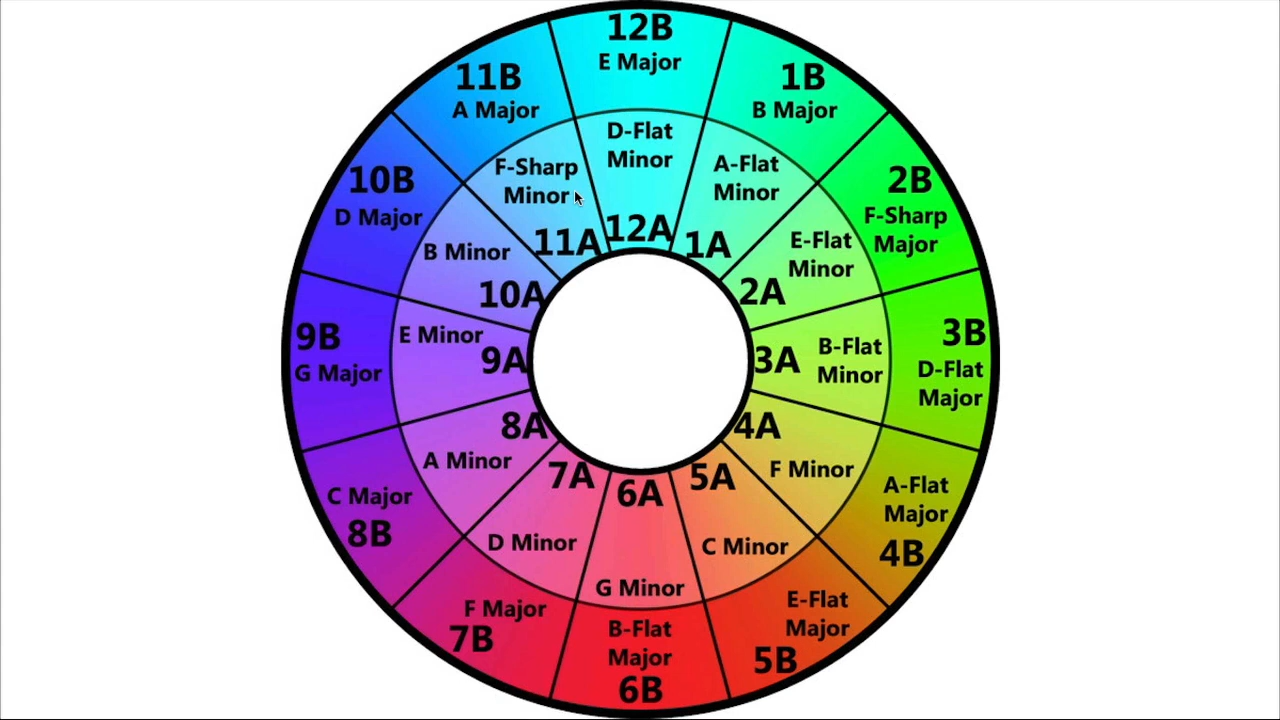 12B
E Major
1B
B Major
2B
F-Sharp
Major
3B
D-Flat
Major
A-Flat
Major
4B
E-Flat
Major
5B
B-Flat
Major
6B
F Major
7B
C Major
8B
9B
G Major
10B
D Major
11B
A Major
D-Flat
Minor
12A
A-Flat
Minor
1A
E-Flat
Minor
2A
B-Flat
Minor
3A
4A
F Minor
5A
C Minor
6A
G Minor
7A
D Minor
8A
A Minor
E Minor
9A
B Minor
10A
F-Sharp
Minor
11A